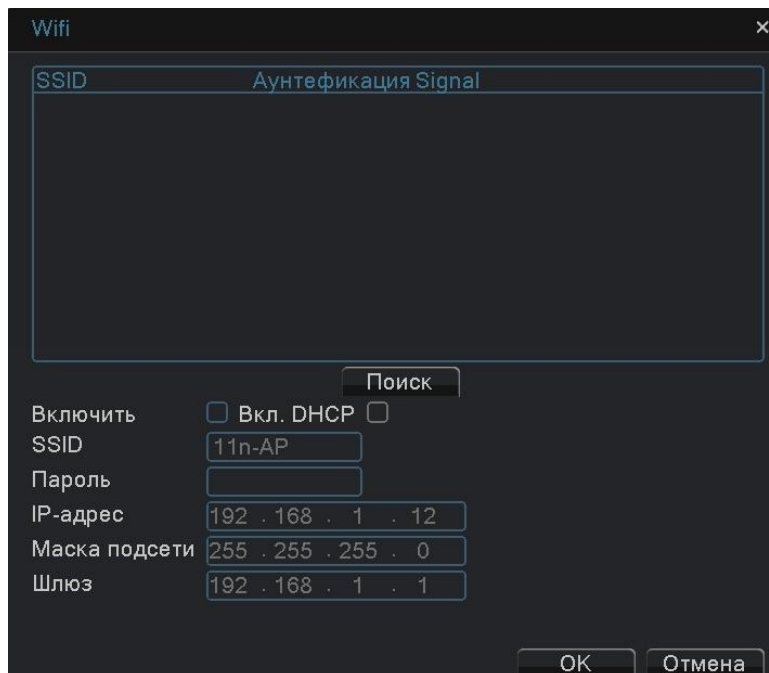 Wifi ×
SSID Аунтефикация Signal
Поиск
Включить Вкл. DHCP
SSID 11n-AP
Пароль
IP-адрес 192 . 168 . 1 . 12
Маска подсети 255 . 255 . 255 . 0
Шлюз 192 . 168 . 1 . 1
OK Отмена